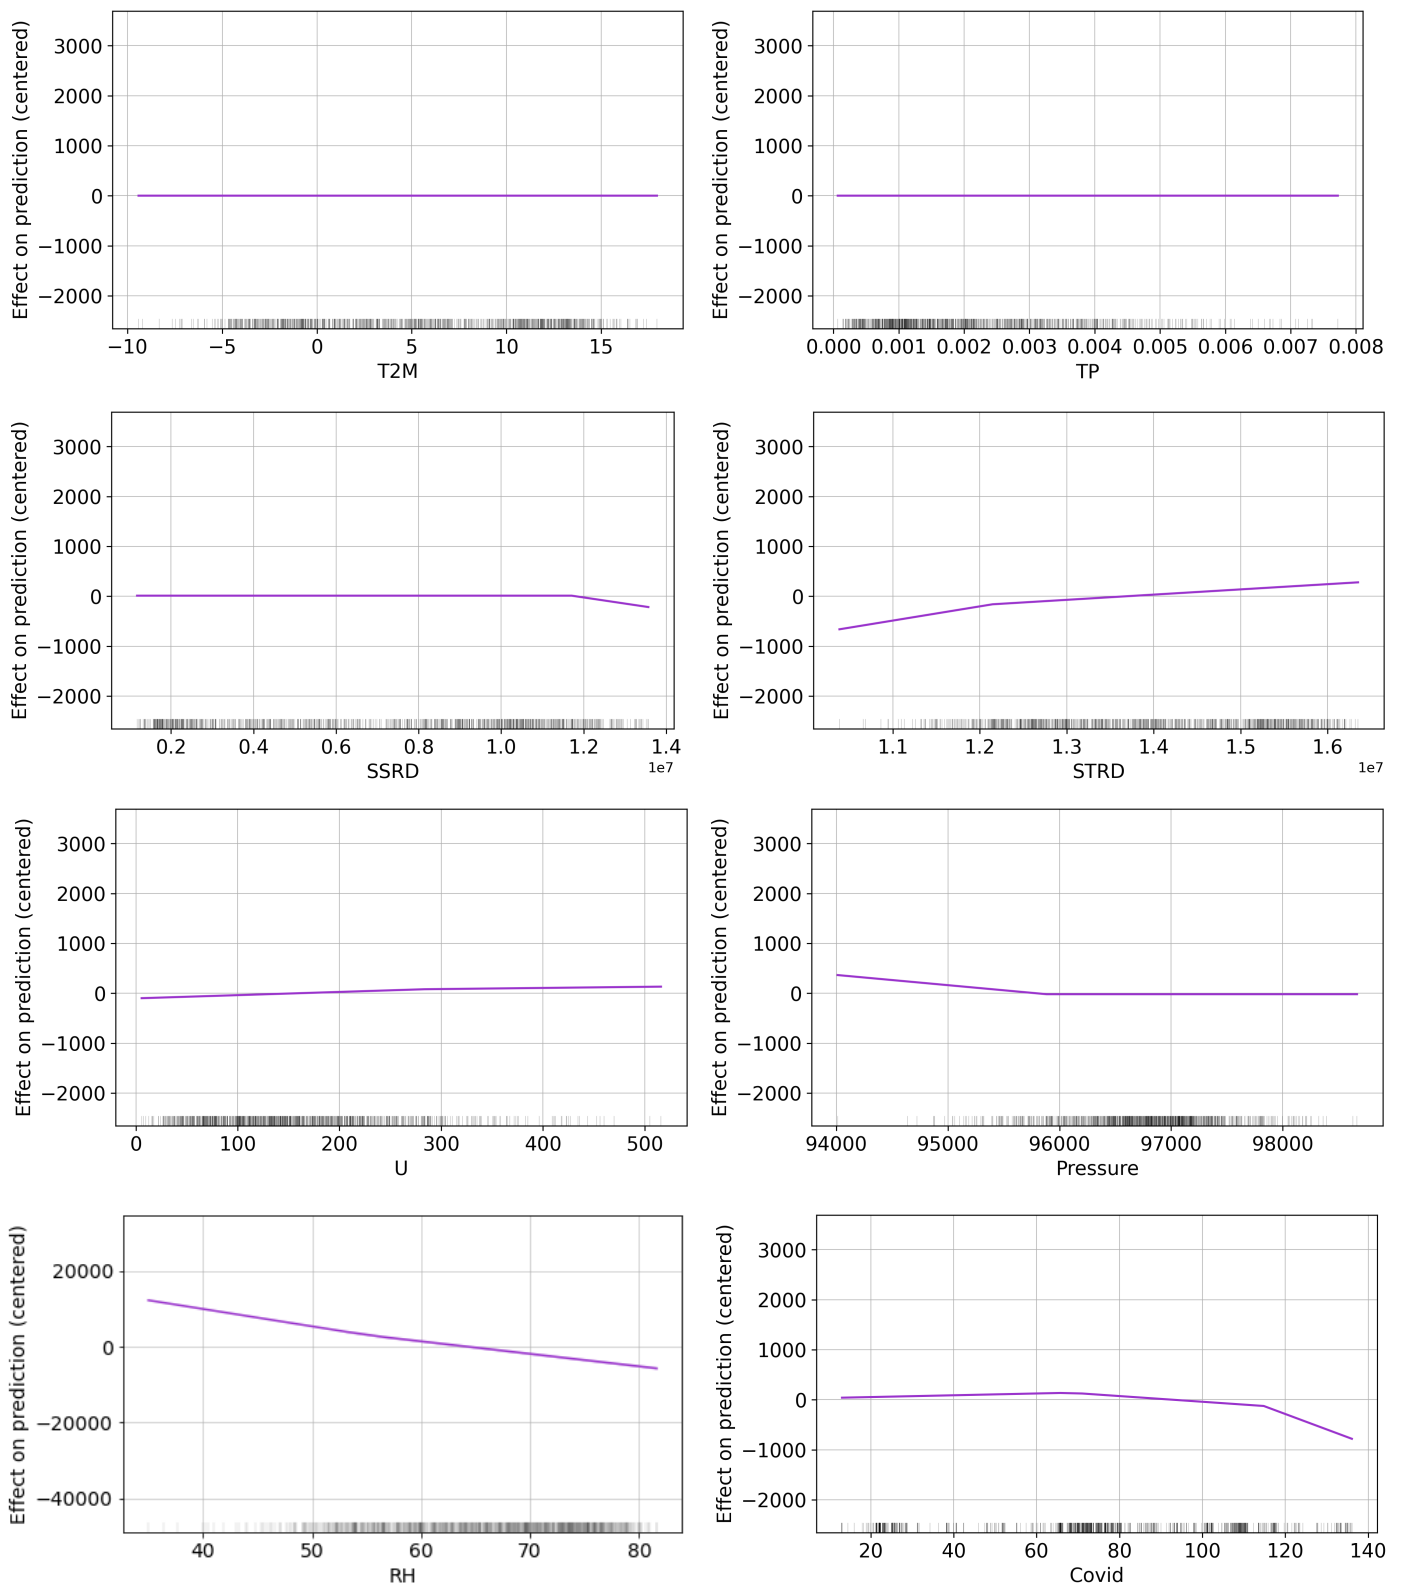 Effect on prediction (centered)
3000
2000
1000
0
−1000
−2000
−10 −5 0 5 10 15
T2M
Effect on prediction (centered)
3000
2000
1000
0
−1000
−2000
0.000 0.001 0.002 0.003 0.004 0.005 0.006 0.007 0.008
TP
Effect on prediction (centered)
3000
2000
1000
0
−1000
−2000
0.2 0.4 0.6 0.8 1.0 1.2 1.4
1e7
SSRD
Effect on prediction (centered)
3000
2000
1000
0
−1000
−2000
1.1 1.2 1.3 1.4 1.5 1.6
1e7
STRD
Effect on prediction (centered)
3000
2000
1000
0
−1000
−2000
0 100 200 300 400 500
U
Effect on prediction (centered)
3000
2000
1000
0
−1000
−2000
94000 95000 96000 97000 98000
Pressure
Effect on prediction (centered)
20000
0
−20000
−40000
40 50 60 70 80
RH
Effect on prediction (centered)
3000
2000
1000
0
−1000
−2000
20 40 60 80 100 120 140
Covid